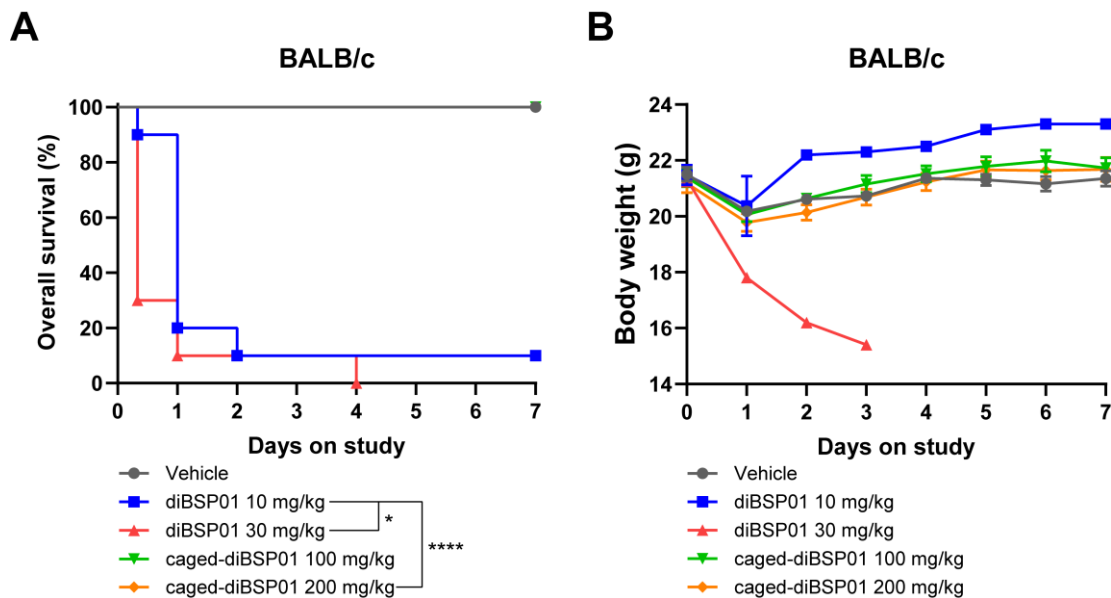 A
BALB/c
Overall survival (%)
100
80
60
40
20
0
0 1 2 3 4 5 6 7
Days on study
Vehicle
diBSP01 10 mg/kg
diBSP01 30 mg/kg
caged-diBSP01 100 mg/kg
caged-diBSP01 200 mg/kg
*
****
B
BALB/c
Body weight (g)
24
22
20
18
16
14
0 1 2 3 4 5 6 7
Days on study
Vehicle
diBSP01 10 mg/kg
diBSP01 30 mg/kg
caged-diBSP01 100 mg/kg
caged-diBSP01 200 mg/kg